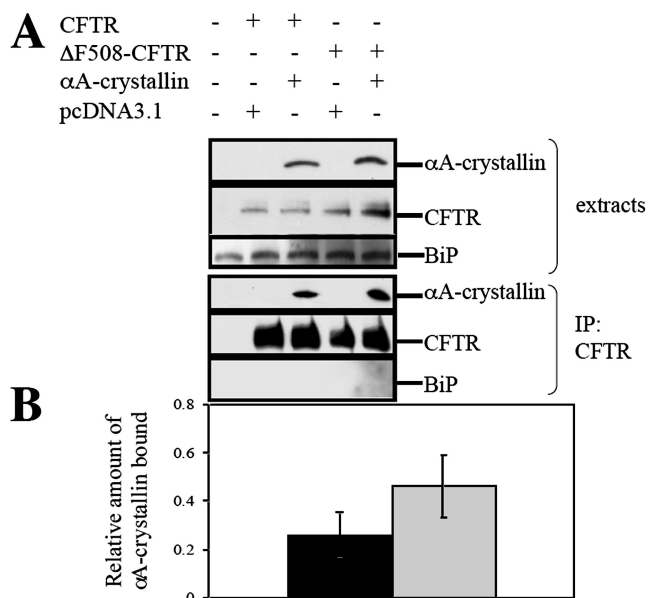 A
CFTR - + + - -
ΔF508-CFTR - - - + +
αA-crystallin - - + - +
pcDNA3.1 - + - + -
αA-crystallin
CFTR
BiP
extracts
αA-crystallin
CFTR
BiP
IP:
CFTR
B
Relative amount of
αA-crystallin bound
0.8
0.6
0.4
0.2
0